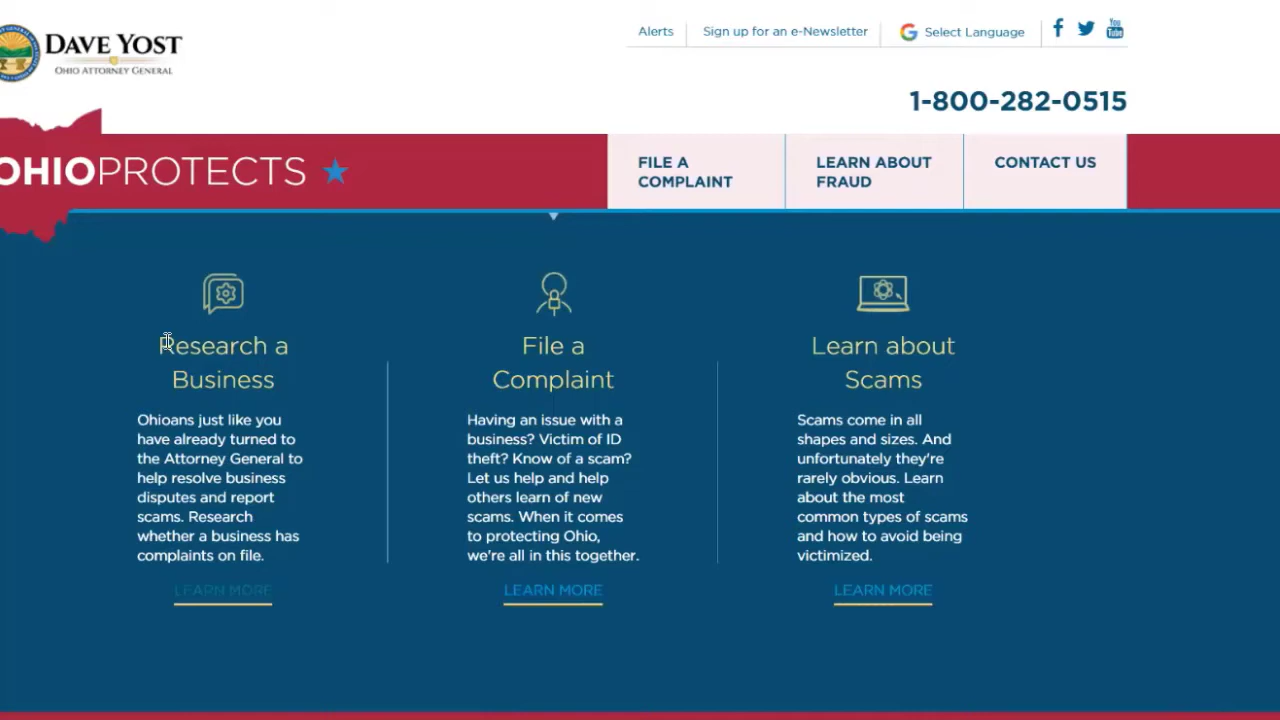 DAVE YOST
OHIO ATTORNEY GENERAL
Alerts
Sign up for an e-Newsletter
Select Language
You
Tube
1-800-282-0515
OHIOPROTECTS
FILE A
COMPLAINT
LEARN ABOUT
FRAUD
CONTACT US
Research a
Business
Ohioans just like you
have already turned to
the Attorney General to
help resolve business
disputes and report
scams. Research
whether a business has
complaints on file.
LEARN MORE
File a
Complaint
Having an issue with a
business? Victim of ID
theft? Know of a scam?
Let us help and help
others learn of new
scams. When it comes
to protecting Ohio,
we're all in this together.
LEARN MORE
Learn about
Scams
Scams come in all
shapes and sizes. And
unfortunately they're
rarely obvious. Learn
about the most
common types of scams
and how to avoid being
victimized.
LEARN MORE